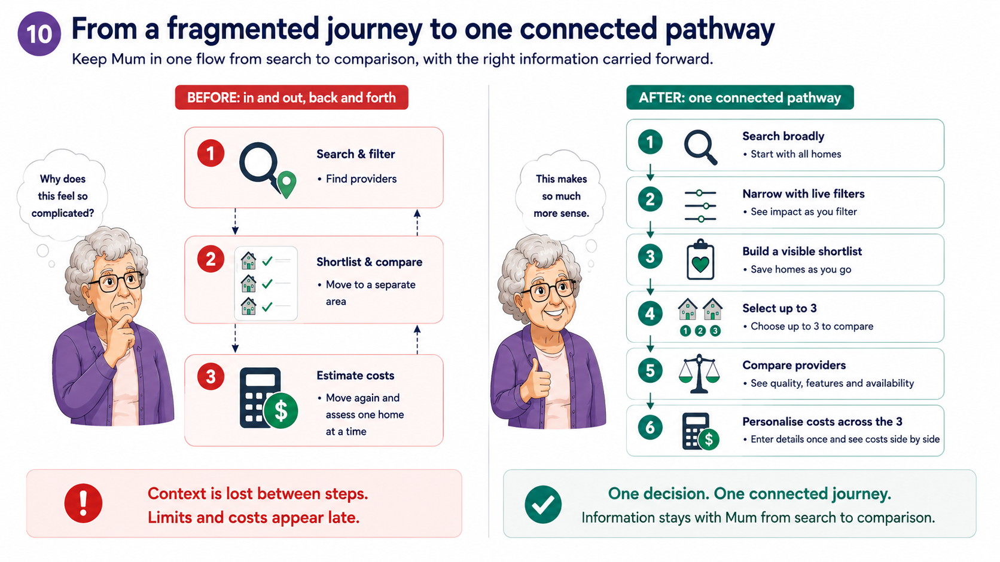 10
From a fragmented journey to one connected pathway
Keep Mum in one flow from search to comparison, with the right information carried forward.
BEFORE: in and out, back and forth
Why does
this feel so
complicated?
1
Search & filter
• Find providers
2
Shortlist & compare
• Move to a separate
area
3
$
Estimate costs
• Move again and
assess one home
at a time
Context is lost between steps.
Limits and costs appear late.
AFTER: one connected pathway
This makes
so much
more sense.
1
Search broadly
• Start with all homes
2
Narrow with live filters
• See impact as you filter
3
Build a visible shortlist
• Save homes as you go
4
1 2 3
Select up to 3
• Choose up to 3 to compare
5
Compare providers
• See quality, features and availability
6
$
Personalise costs across the 3
• Enter details once and see costs side by side
One decision. One connected journey.
Information stays with Mum from search to comparison.